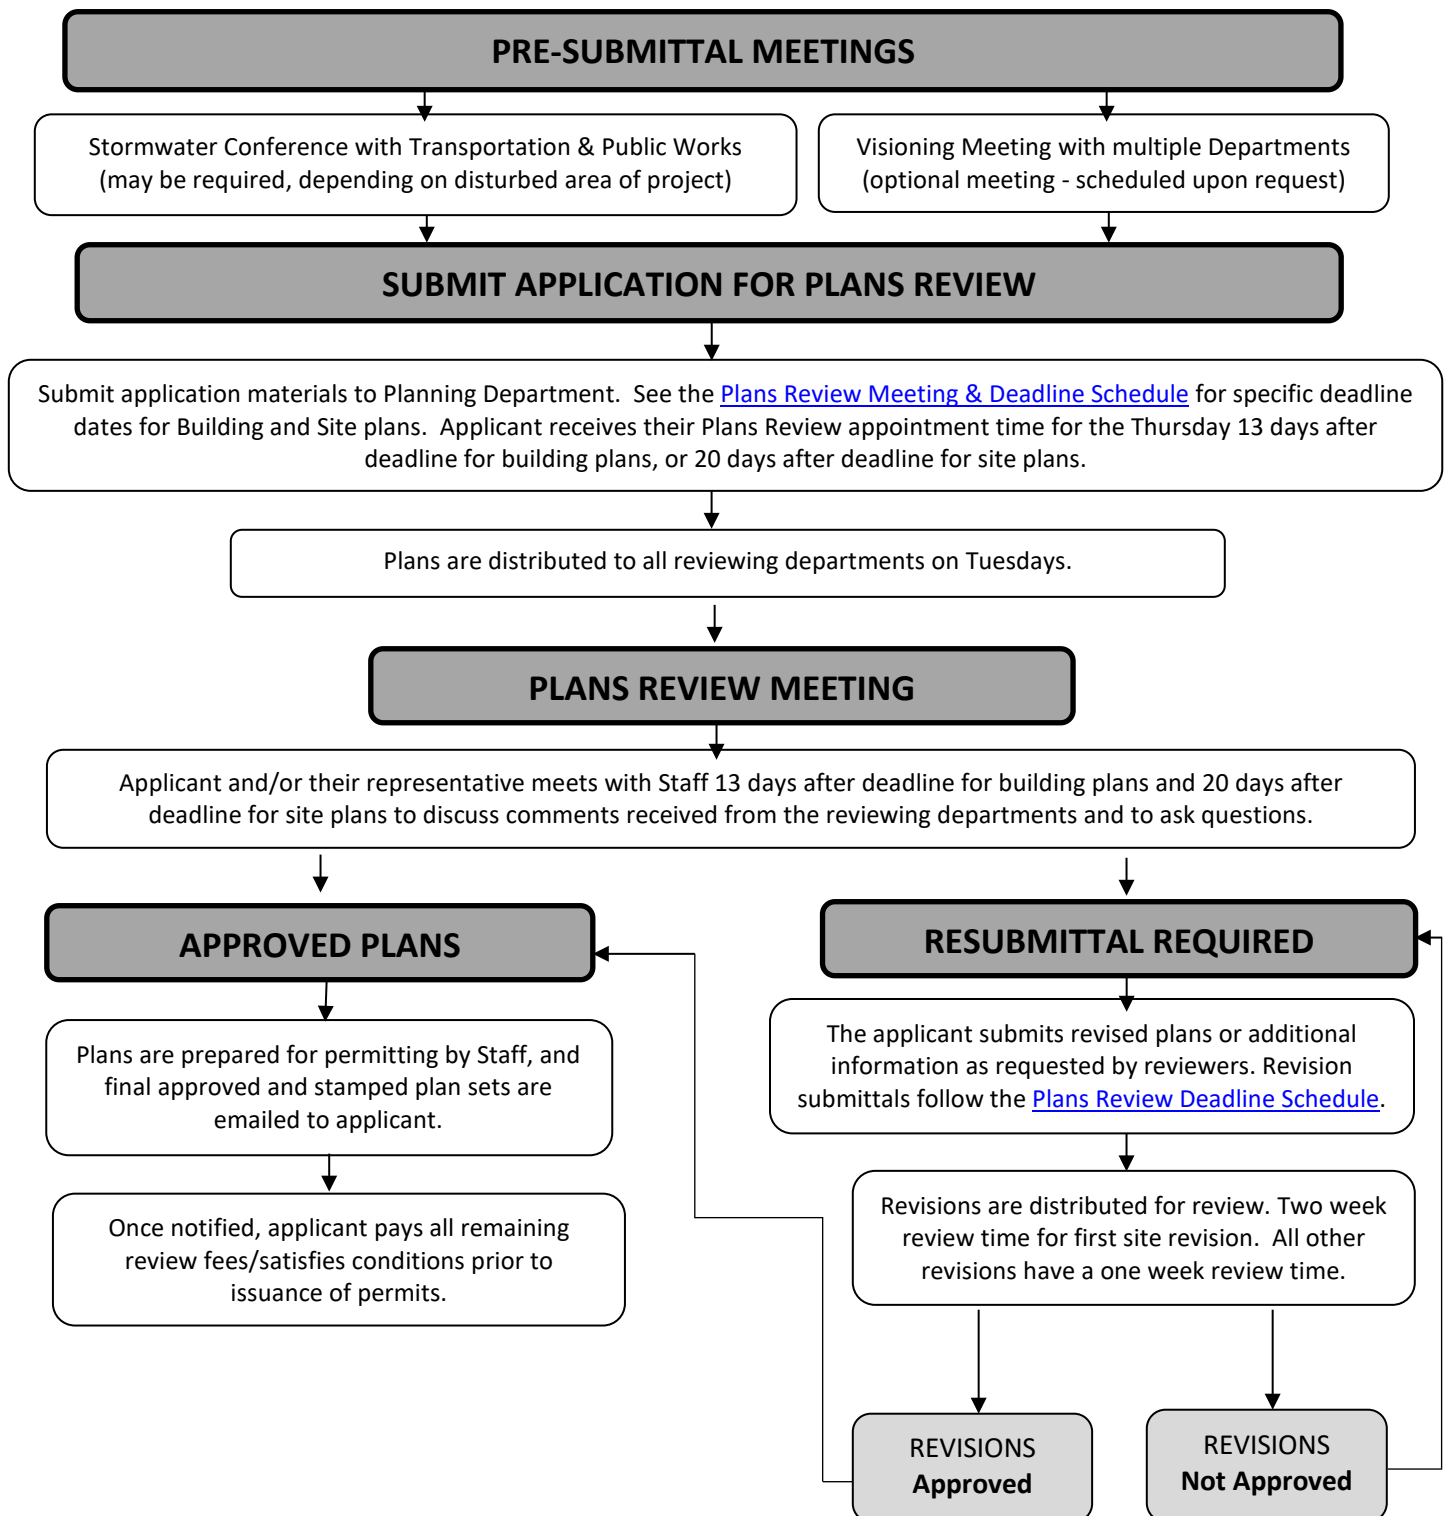 PRE-SUBMITTAL MEETINGS
Stormwater Conference with Transportation & Public Works
(may be required, depending on disturbed area of project)
Visioning Meeting with multiple Departments
(optional meeting - scheduled upon request)
SUBMIT APPLICATION FOR PLANS REVIEW
Submit application materials to Planning Department. See the Plans Review Meeting & Deadline Schedule for specific deadline
dates for Building and Site plans. Applicant receives their Plans Review appointment time for the Thursday 13 days after
deadline for building plans, or 20 days after deadline for site plans.
Plans are distributed to all reviewing departments on Tuesdays.
PLANS REVIEW MEETING
Applicant and/or their representative meets with Staff 13 days after deadline for building plans and 20 days after
deadline for site plans to discuss comments received from the reviewing departments and to ask questions.
APPROVED PLANS
Plans are prepared for permitting by Staff, and
final approved and stamped plan sets are
emailed to applicant.
Once notified, applicant pays all remaining
review fees/satisfies conditions prior to
issuance of permits.
RESUBMITTAL REQUIRED
The applicant submits revised plans or additional
information as requested by reviewers. Revision
submittals follow the Plans Review Deadline Schedule.
Revisions are distributed for review. Two week
review time for first site revision. All other
revisions have a one week review time.
REVISIONS
Approved
REVISIONS
Not Approved